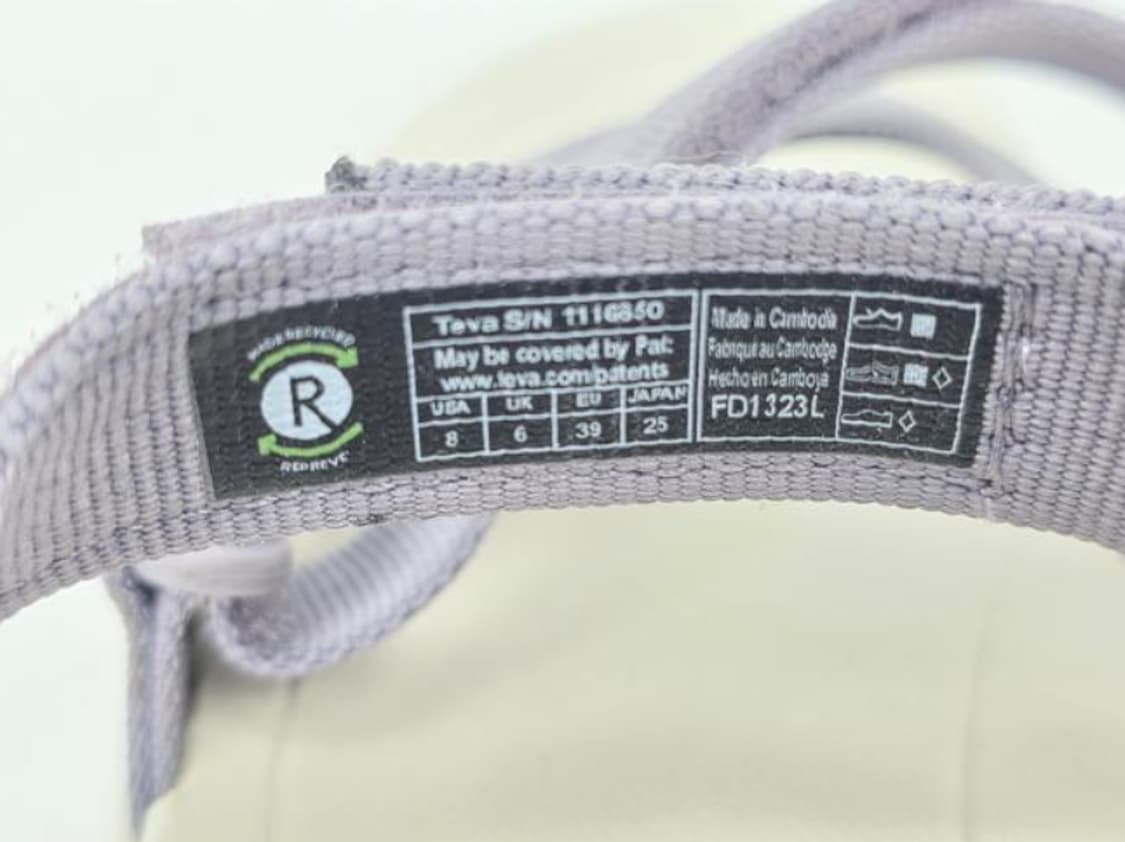 MADE RECYCLED
R
REPREVE
Teva S/N 1116850
May be covered by Pat:
www.teva.com/patents
USA UK EU JAPAN
8 6 39 25
Made in Cambodia
Fabriqué au Cambodge
Hecho en Camboya
FD1323L